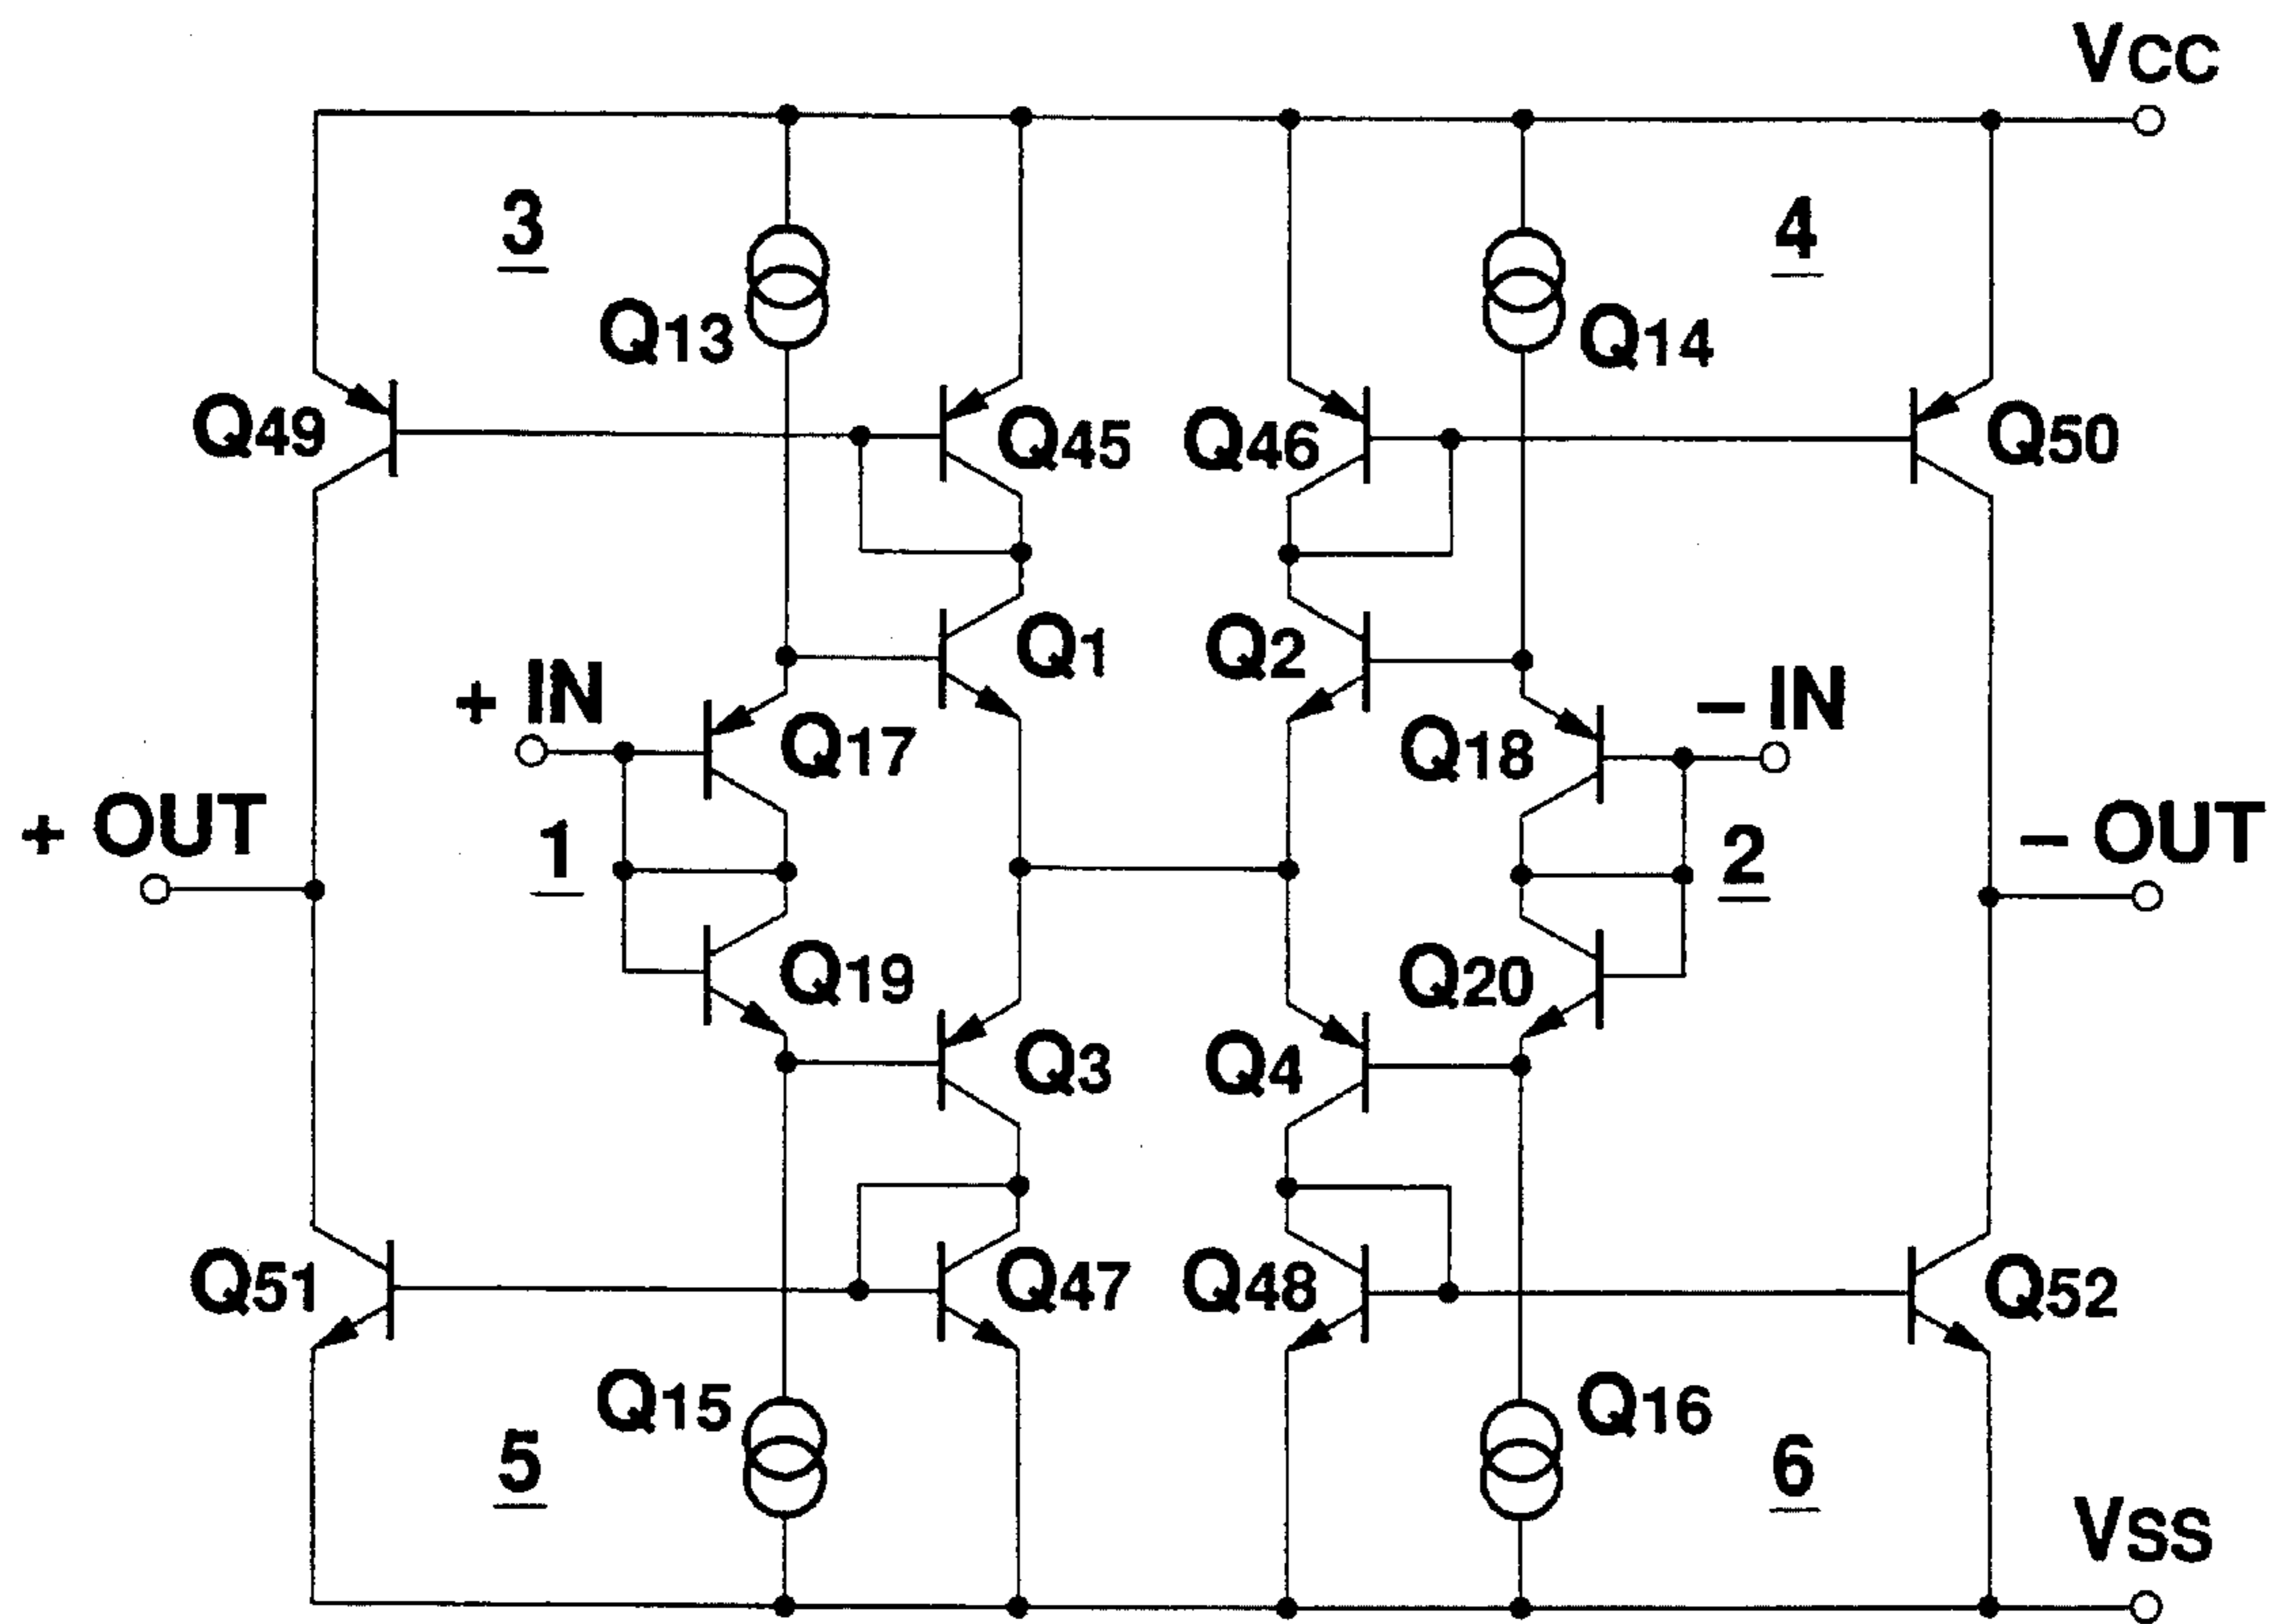 VCC
3
4
Q13
Q14
Q49
Q45
Q46
Q50
Q1
Q2
+ IN
– IN
Q17
Q18
+ OUT
1
2
– OUT
Q19
Q20
Q3
Q4
Q51
Q47
Q48
Q52
Q15
Q16
5
6
VSS